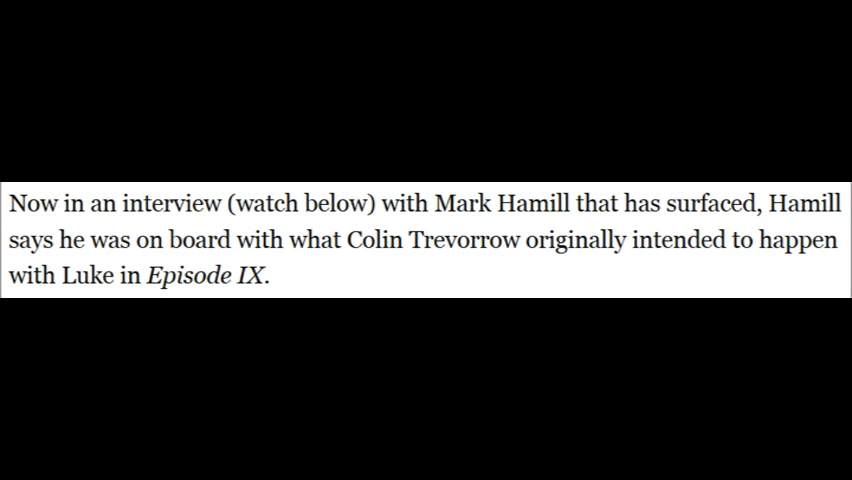 Now in an interview (watch below) with Mark Hamill that has surfaced, Hamill
says he was on board with what Colin Trevorrow originally intended to happen
with Luke in Episode IX.